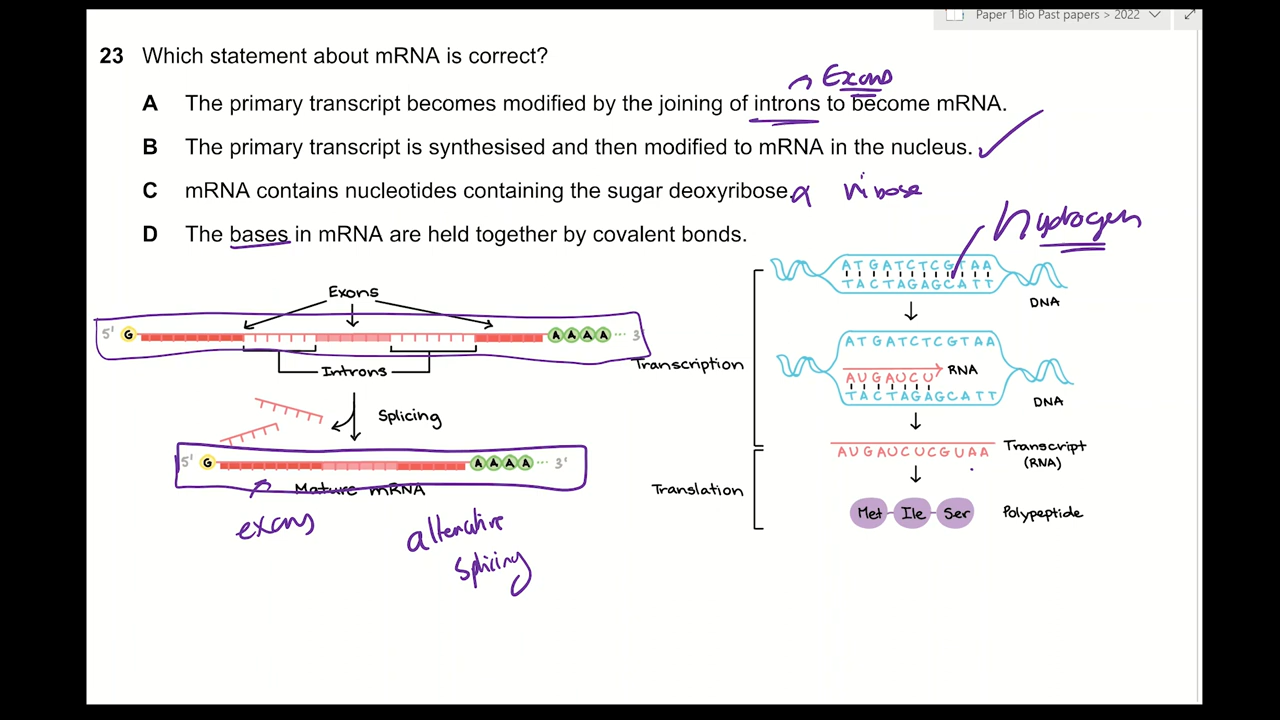 Paper 1 Bio Past papers > 2022
23 Which statement about mRNA is correct?
Exons
A The primary transcript becomes modified by the joining of introns to become mRNA.
B The primary transcript is synthesised and then modified to mRNA in the nucleus.
C mRNA contains nucleotides containing the sugar deoxyribose. ribose
D The bases in mRNA are held together by covalent bonds.
hydrogen
Exons
5' G A A A A ... 3'
Introns
Splicing
5' G A A A A ... 3'
Mature mRNA
exons
alternative
splicing
Transcription
ATGATCTCGTAA
TACTAGAGCATT
DNA
ATGATCTCGTAA
RNA
AUGAUCU
TACTAGAGCATT
DNA
AUGAUCUCGUAA
Transcript
(RNA)
Translation
Met Ile Ser
Polypeptide